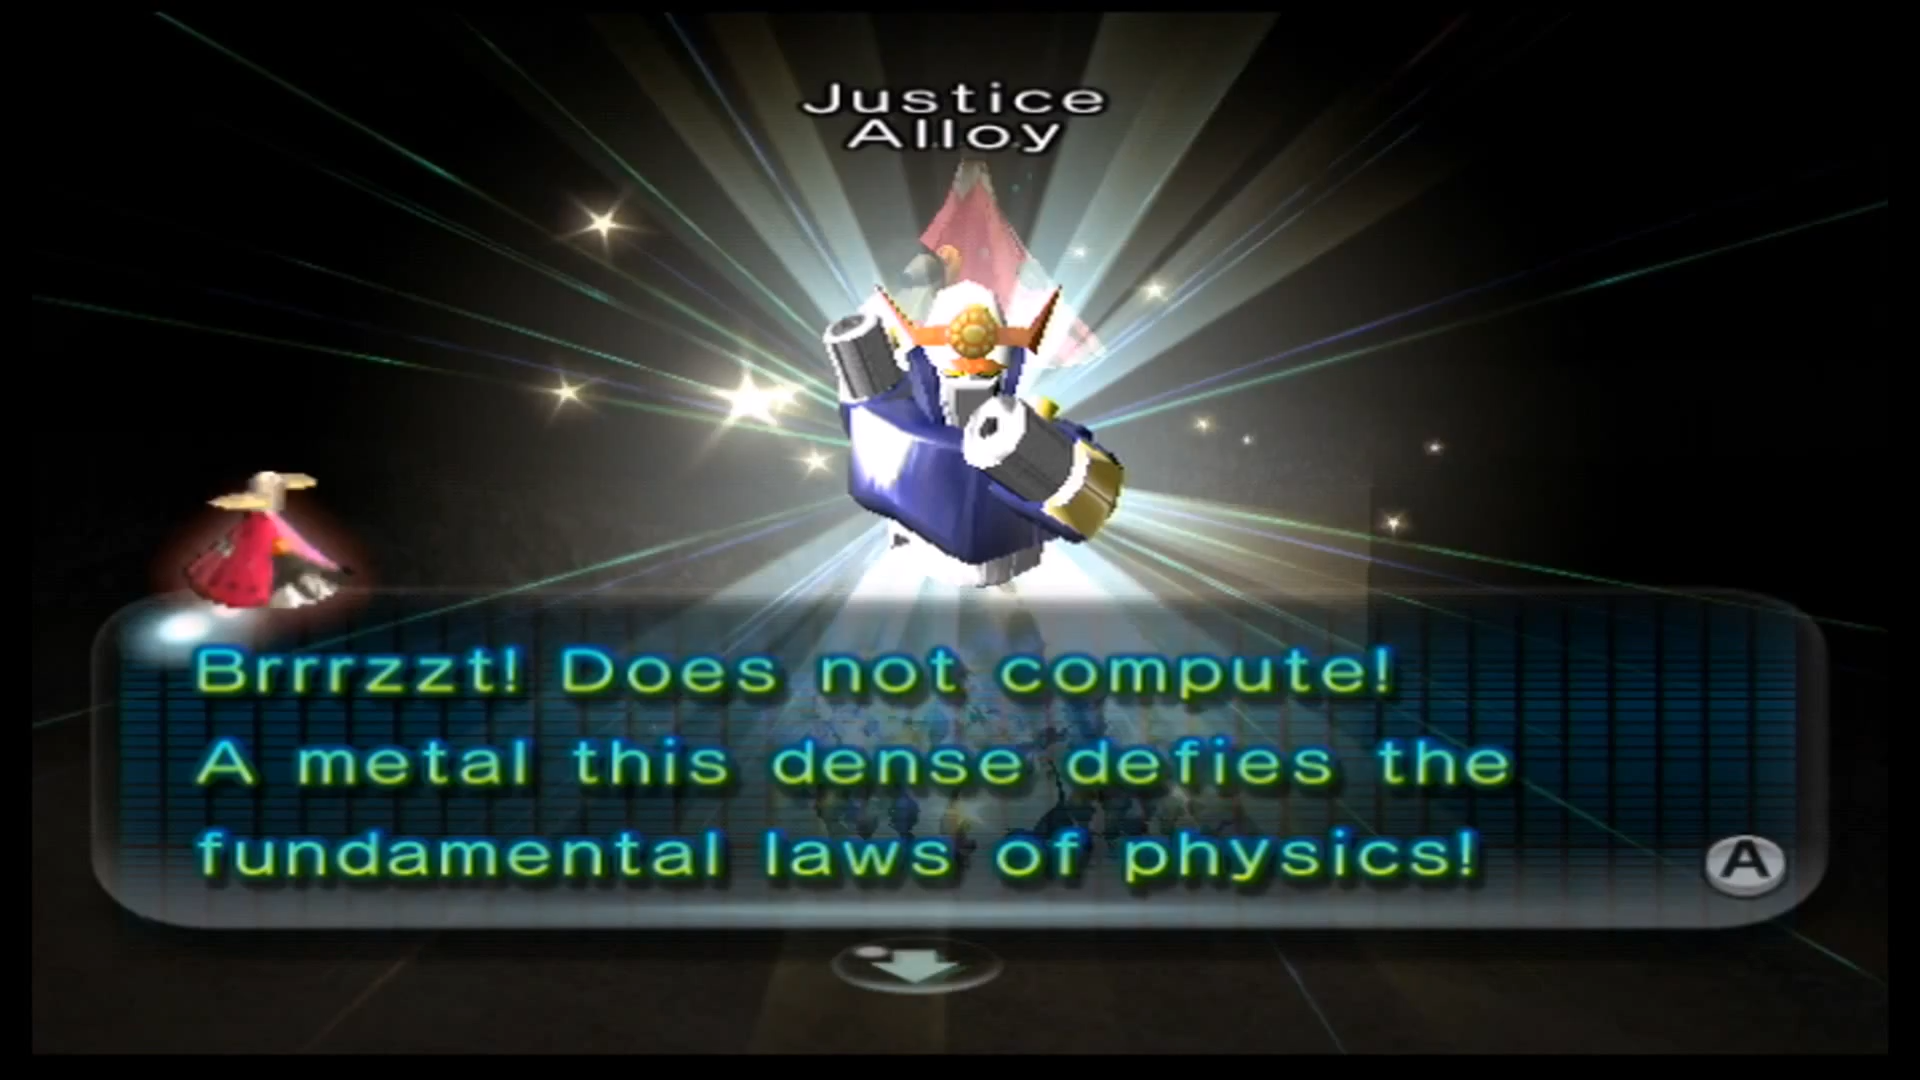 Justice
Alloy
Brrrzzt! Does not compute!
A metal this dense defies the
fundamental laws of physics!
A